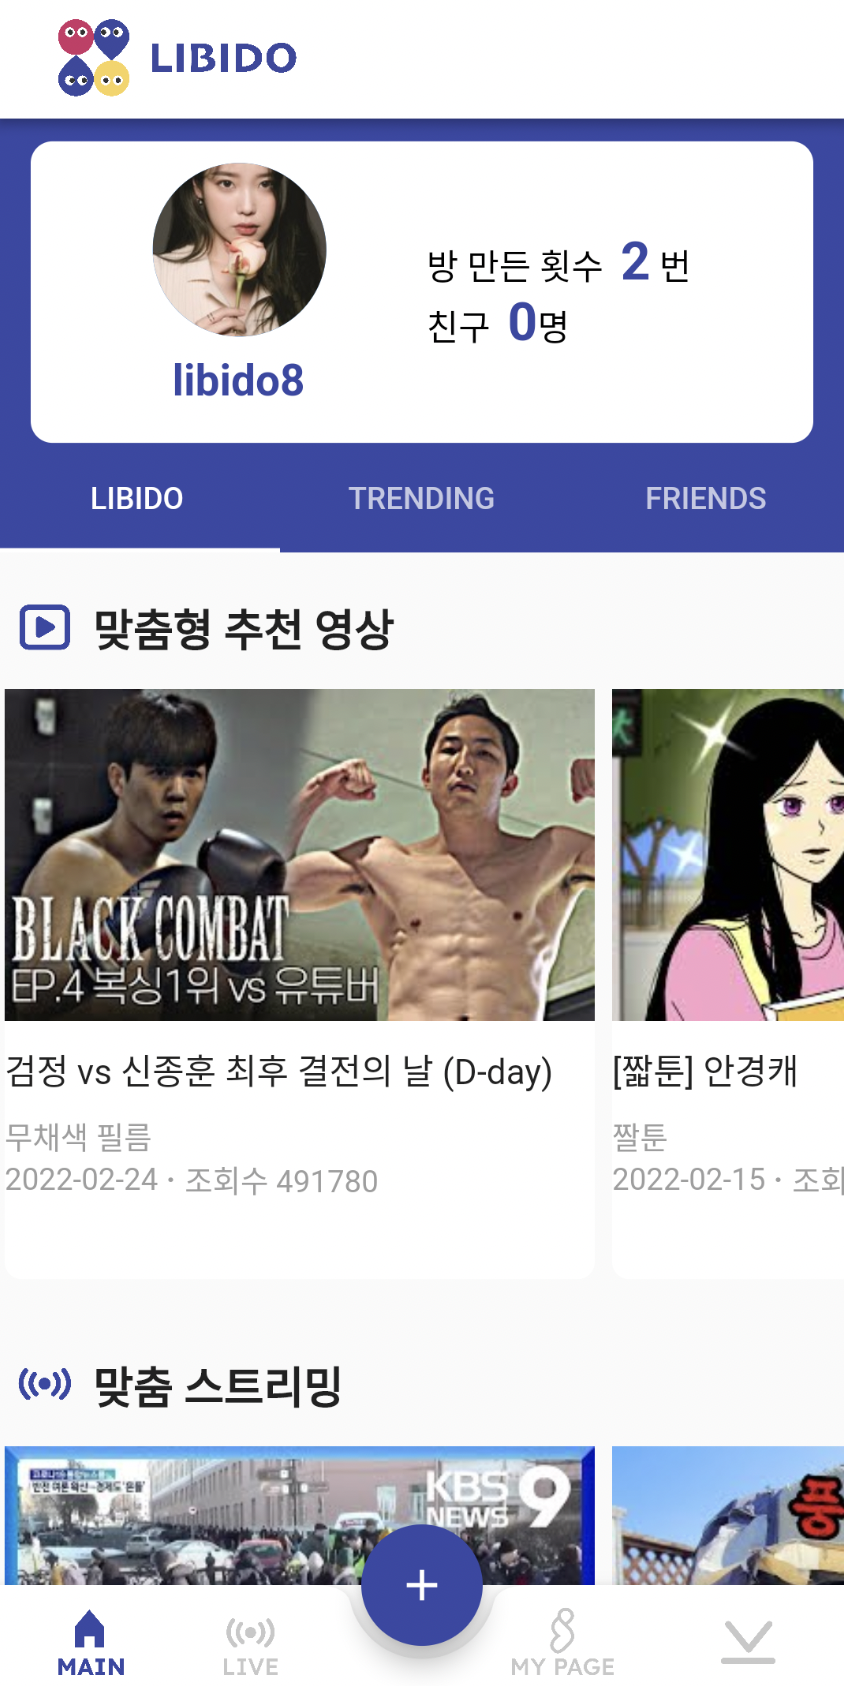 LIBIDO
방 만든 횟수 2 번
친구 0명
libido8
LIBIDO TRENDING FRIENDS
맞춤형 추천 영상
BLACK COMBAT
EP.4 복싱1위 vs 유튜버
검정 vs 신종훈 최후 결전의 날 (D-day)
무채색 필름
2022-02-24 · 조회수 491780
[짧툰] 안경캐
짤툰
2022-02-15 · 조회
맞춤 스트리밍
KBS
NEWS 9
풍
+
MAIN LIVE MY PAGE